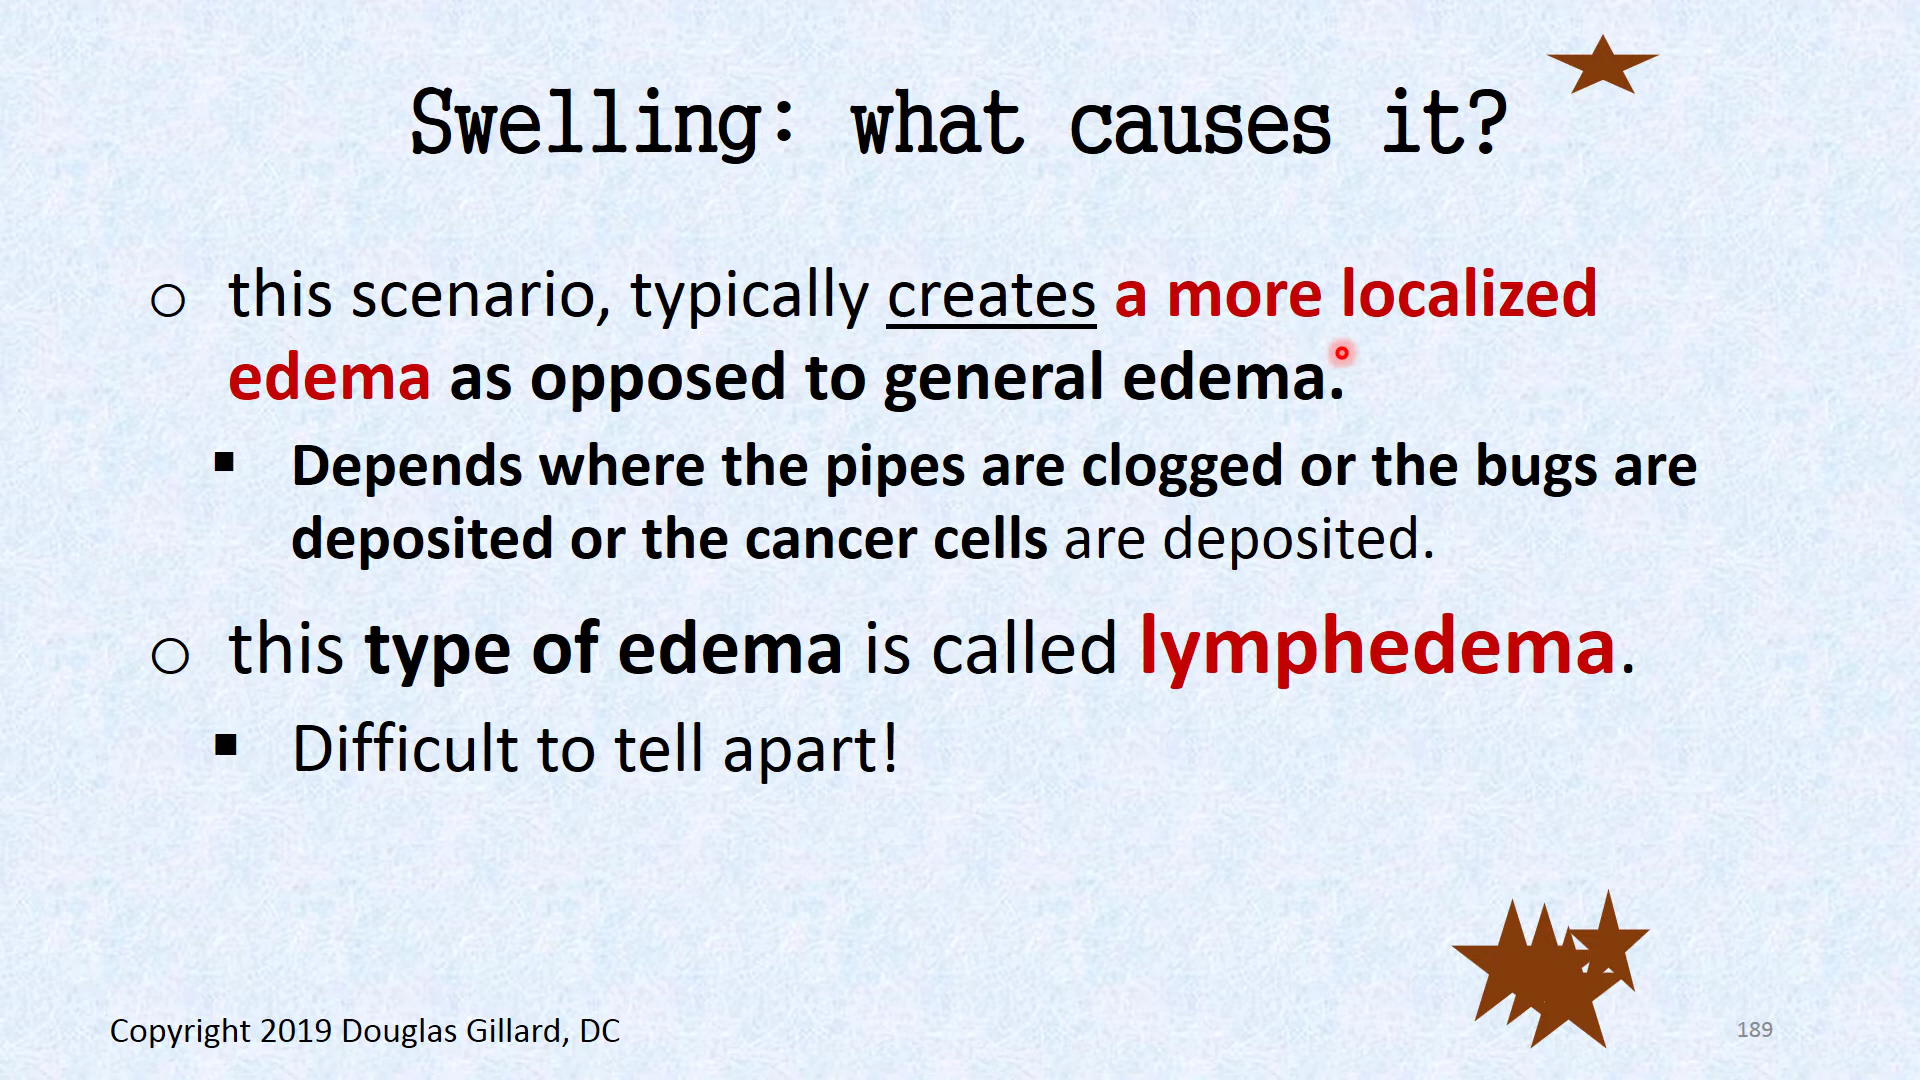 Swelling: what causes it?
this scenario, typically creates a more localized
edema as opposed to general edema.
Depends where the pipes are clogged or the bugs are
deposited or the cancer cells are deposited.
this type of edema is called lymphedema.
Difficult to tell apart!
Copyright 2019 Douglas Gillard, DC
189